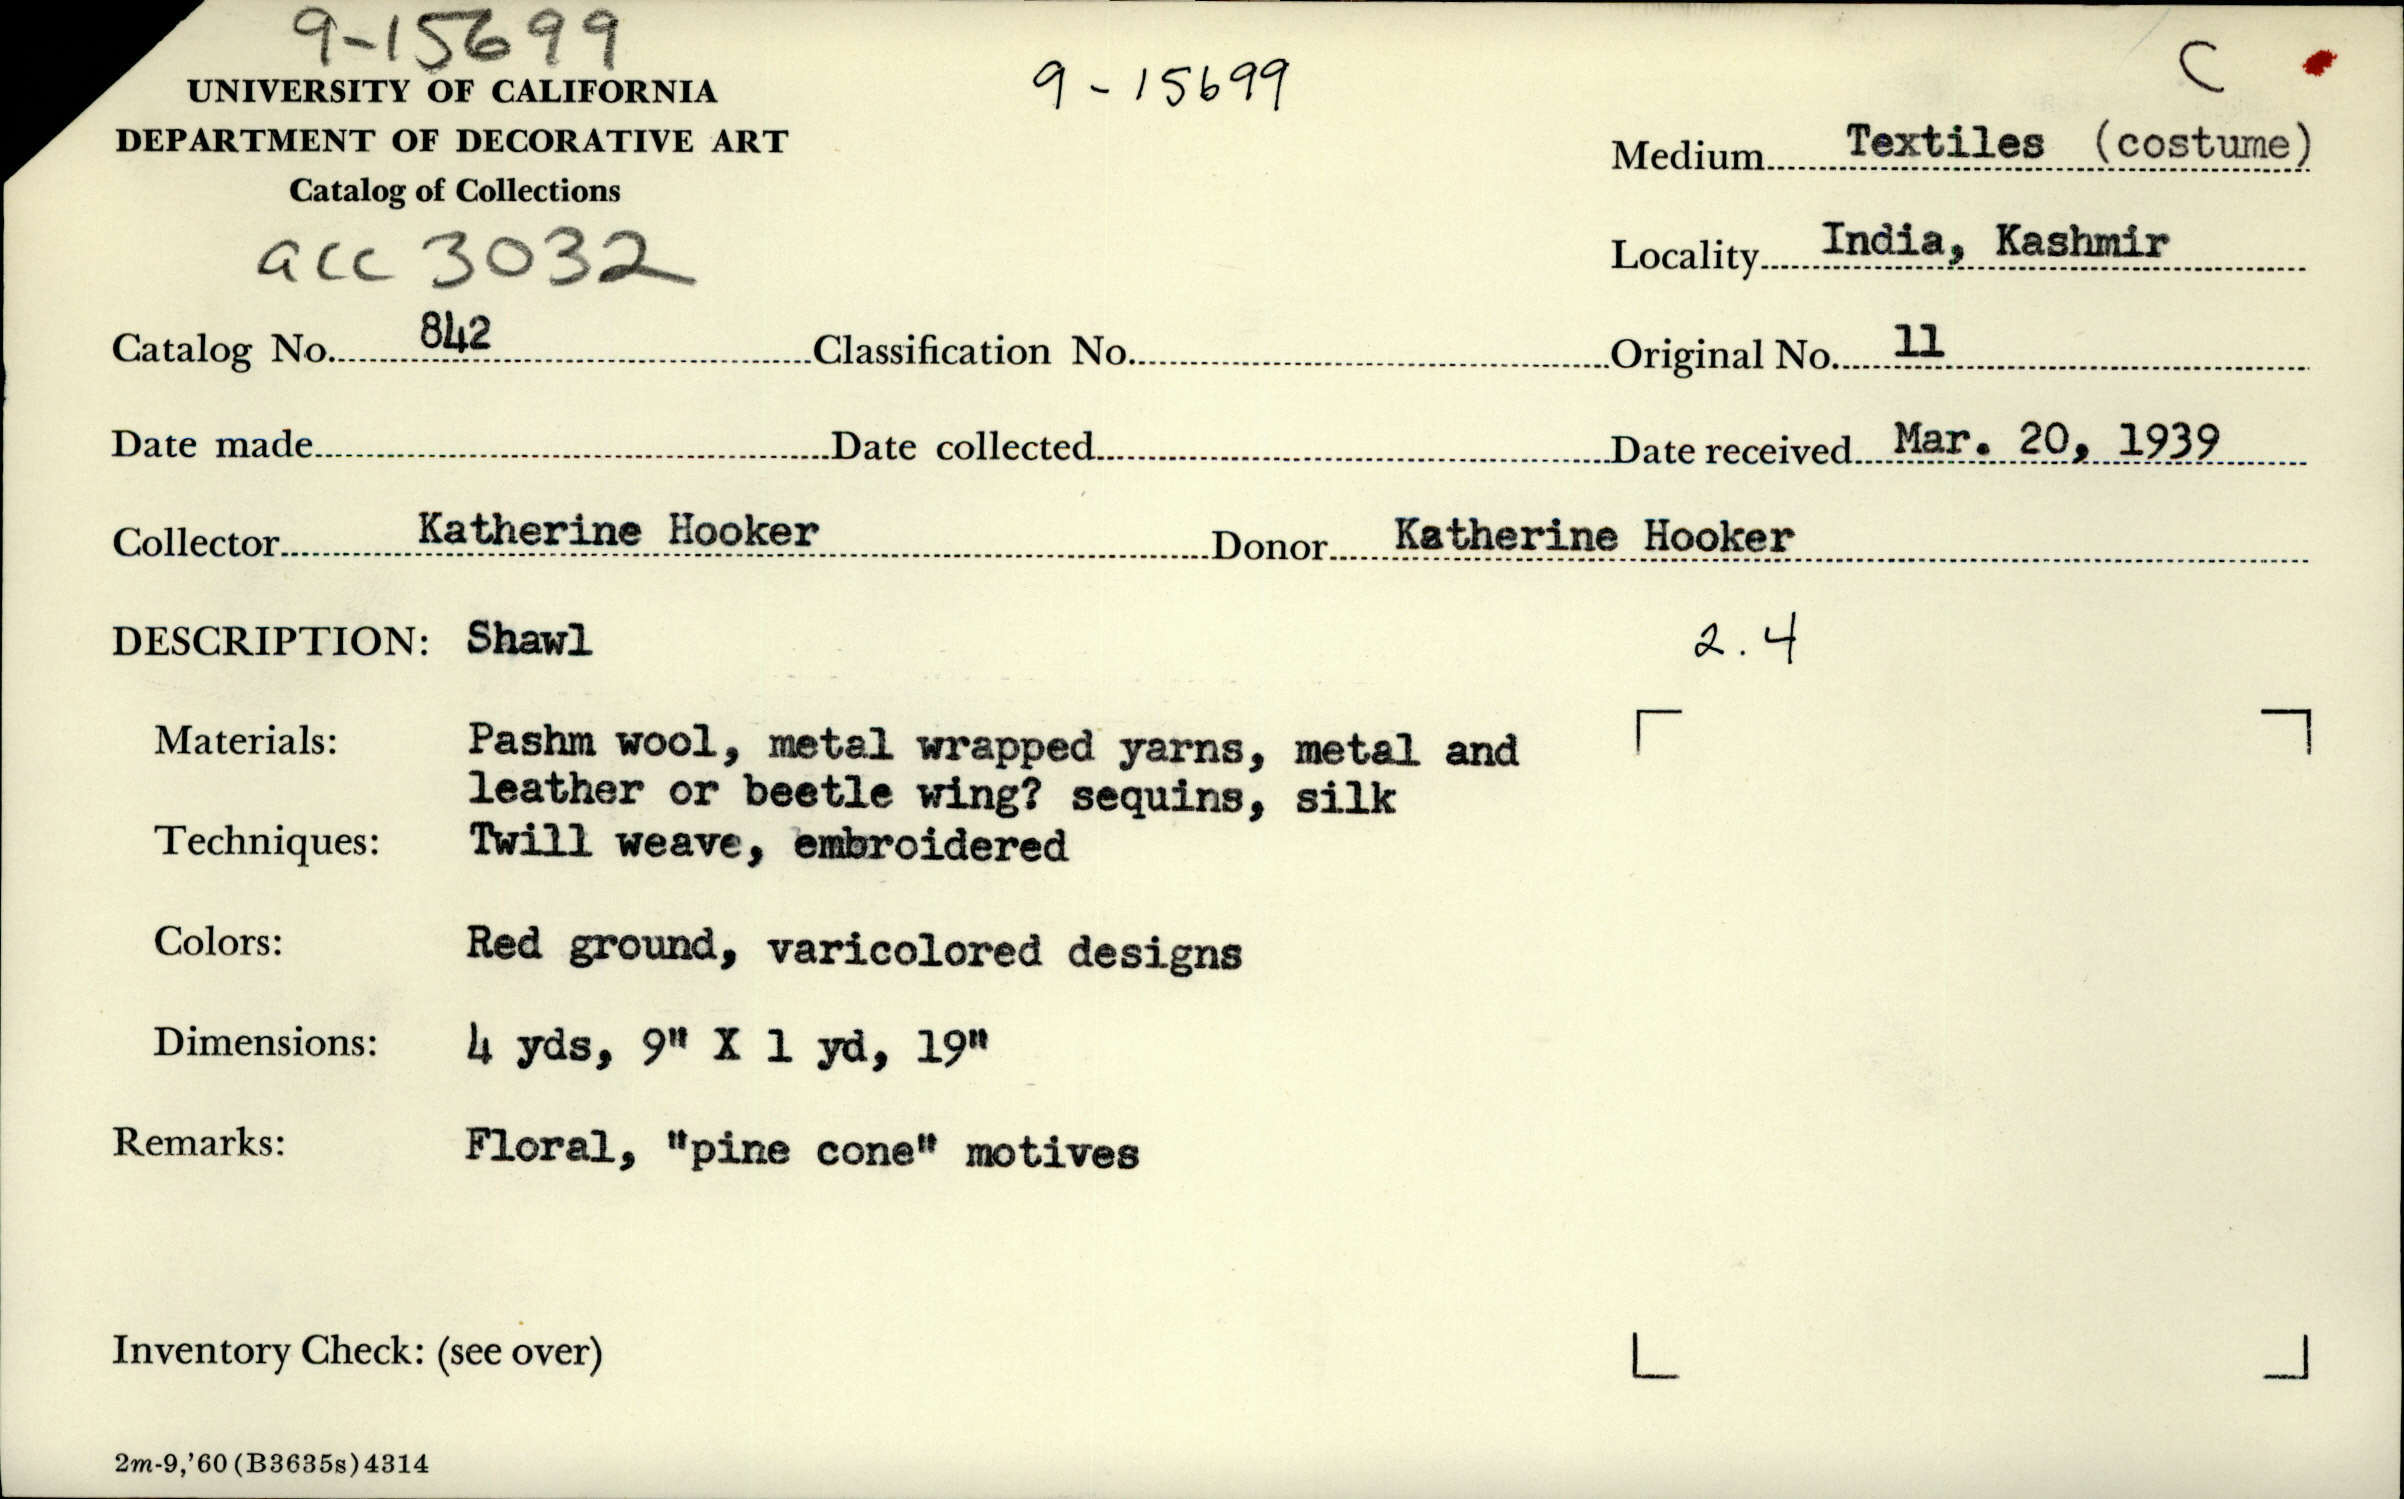 9-15699
UNIVERSITY OF CALIFORNIA
DEPARTMENT OF DECORATIVE ART
Catalog of Collections
acc 3032
9-15699
C
Medium Textiles (costume)
Locality India, Kashmir
Catalog No. 842 Classification No. Original No. 11
Date made Date collected Date received Mar. 20, 1939
Collector Katherine Hooker Donor Katherine Hooker
DESCRIPTION: Shawl 2.4
Materials: Pashm wool, metal wrapped yarns, metal and
leather or beetle wing? sequins, silk
Techniques: Twill weave, embroidered
Colors: Red ground, varicolored designs
Dimensions: 4 yds, 9" X 1 yd, 19"
Remarks: Floral, "pine cone" motives
Inventory Check: (see over)
2m-9,'60(B3635s)4314